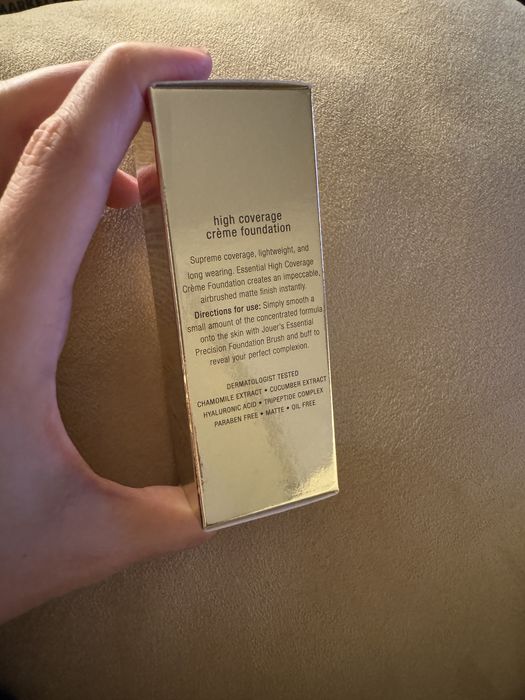 high coverage
crème foundation
Supreme coverage, lightweight, and
long wearing. Essential High Coverage
Crème Foundation creates an impeccable,
airbrushed matte finish instantly.
Directions for use: Simply smooth a
small amount of the concentrated formula
onto the skin with Jouer's Essential
Precision Foundation Brush and buff to
reveal your perfect complexion.
DERMATOLOGIST TESTED
CHAMOMILE EXTRACT • CUCUMBER EXTRACT
HYALURONIC ACID • TRIPEPTIDE COMPLEX
PARABEN FREE • MATTE • OIL FREE